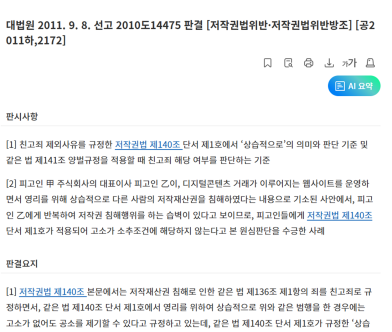 대법원 2011. 9. 8. 선고 2010도14475 판결 [저작권법위반·저작권법위반방조] [공2
011하,2172]
가가
AI 요약
판시사항
[1] 친고죄 제외사유를 규정한 저작권법 제140조 단서 제1호에서 '상습적으로'의 의미와 판단 기준 및
같은 법 제141조 양벌규정을 적용할 때 친고죄 해당 여부를 판단하는 기준
[2] 피고인 甲 주식회사의 대표이사 피고인 乙이, 디지털콘텐츠 거래가 이루어지는 웹사이트를 운영하
면서 영리를 위해 상습적으로 다른 사람의 저작재산권을 침해하였다는 내용으로 기소된 사안에서, 피고
인 乙에게 반복하여 저작권 침해행위를 하는 습벽이 있다고 보이므로, 피고인들에게 저작권법 제140조
단서 제1호가 적용되어 고소가 소추조건에 해당하지 않는다고 본 원심판단을 수긍한 사례
판결요지
[1] 저작권법 제140조 본문에서는 저작재산권 침해로 인한 같은 법 제136조 제1항의 죄를 친고죄로 규
정하면서, 같은 법 제140조 단서 제1호에서 영리를 위하여 상습적으로 위와 같은 범행을 한 경우에는
고소가 없어도 공소를 제기할 수 있다고 규정하고 있는데, 같은 법 제140조 단서 제1호가 규정한 '상습